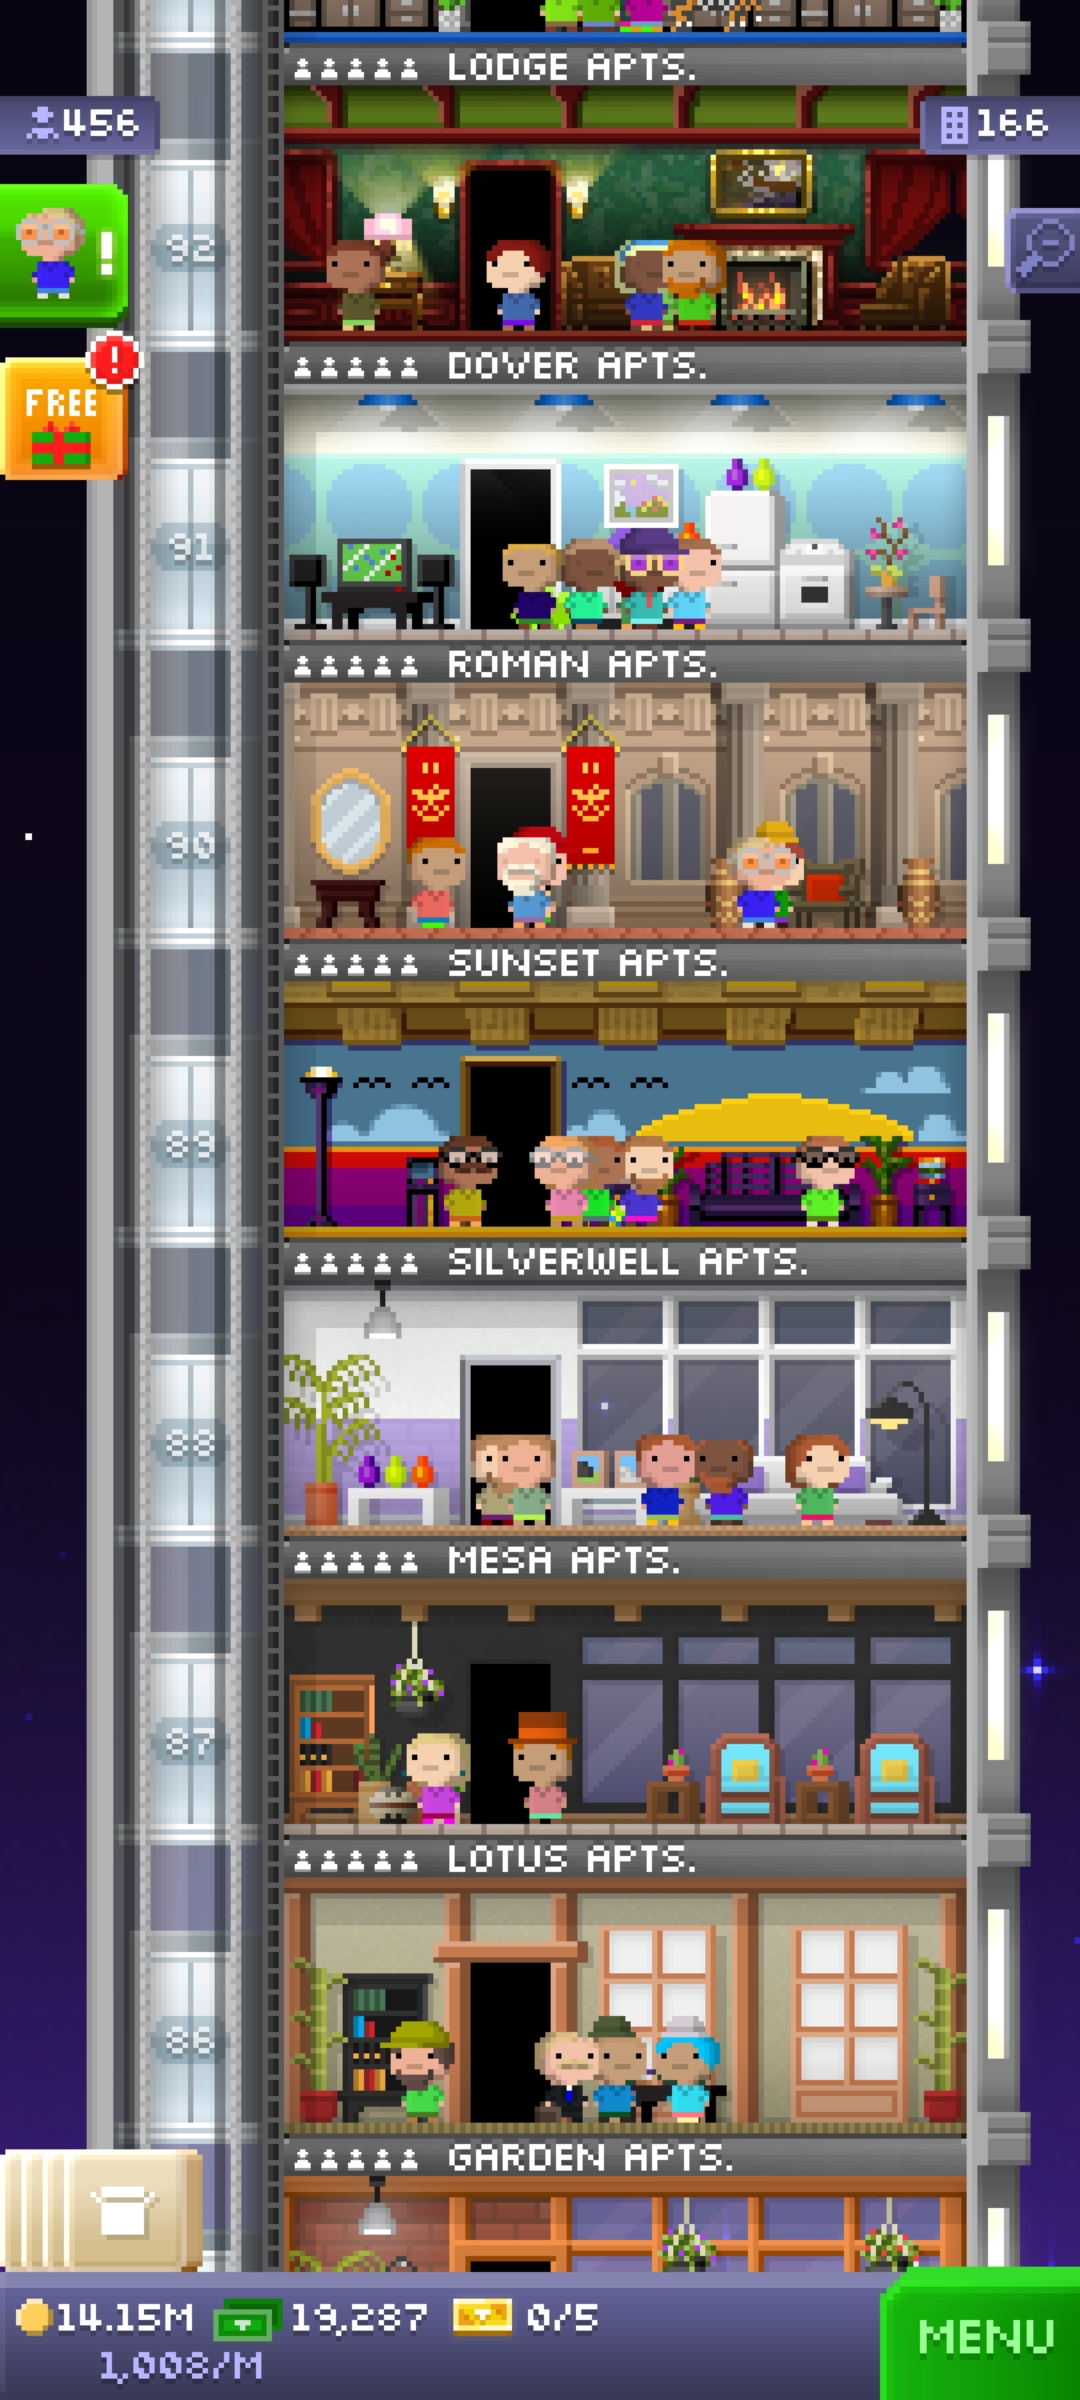 LODGE APTS.
456
166
92
!
!
FREE
DOVER APTS.
91
ROMAN APTS.
90
SUNSET APTS.
89
SILVERWELL APTS.
88
MESA APTS.
87
LOTUS APTS.
86
GARDEN APTS.
14.15M 19,287 0/5
1,008/M
MENU